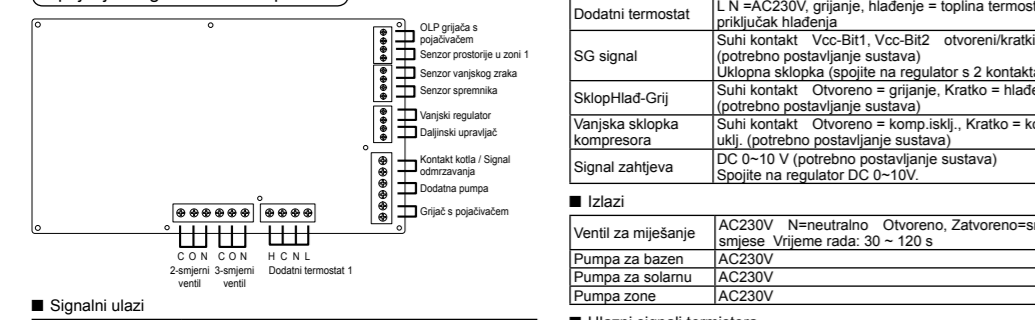 OLP grijača s
pojačivačem
Senzor prostorije u zoni 1
Senzor vanjskog zraka
Senzor spremnika
Vanjski regulator
Daljinski upravljač
Kontakt kotla / Signal
odmrzavanja
Dodatna pumpa
Grijač s pojačivačem
C O N C O N H C N L
2-smjerni 3-smjerni Dodatni termostat 1
ventil ventil
■ Signalni ulazi
Dodatni termostat
L N =AC230V, grijanje, hlađenje = toplina
priključak hlađenja
SG signal
Suhi kontakt Vcc-Bit1, Vcc-Bit2 otvoreni/kratki
(potrebno postavljanje sustava)
Uklopna sklopka (spojite na regulator s 2
SklopHlađ-Grij
Suhi kontakt Otvoreno = grijanje, Kratko =
(potrebno postavljanje sustava)
Vanjska sklopka
kompresora
Suhi kontakt Otvoreno = komp.isklj., Kratko =
uklj. (potrebno postavljanje sustava)
Signal zahtjeva
DC 0~10 V (potrebno postavljanje sustava)
Spojite na regulator DC 0~10V.
■ Izlazi
Ventil za miješanje
AC230V N=neutralno Otvoreno,
smjese Vrijeme rada: 30 ~ 120 s
Pumpa za bazen
AC230V
Pumpa za solarnu
AC230V
Pumpa zone
AC230V